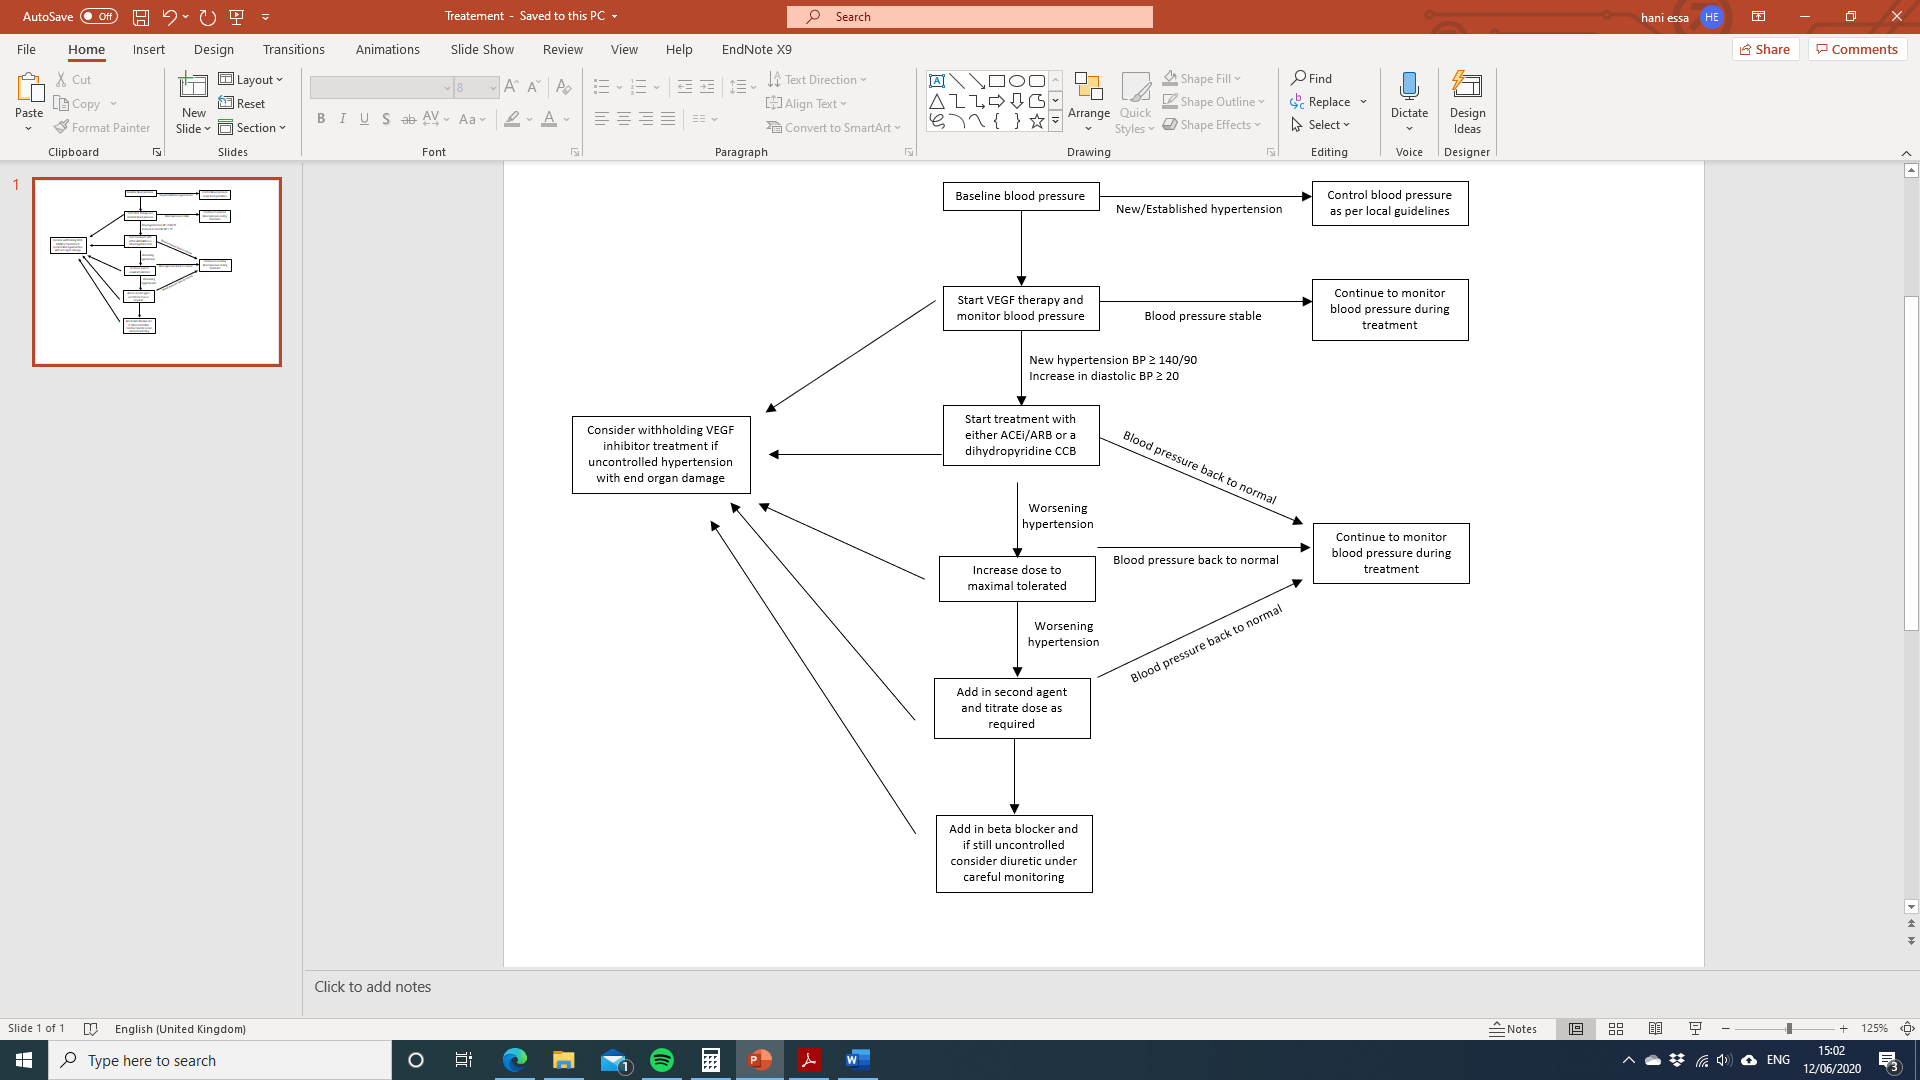 AutoSave Off
Treatement - Saved to this PC
Search
hani essa HE
File Home Insert Design Transitions Animations Slide Show Review View Help EndNote X9
Share Comments
Paste
Cut
Copy
Format Painter
Clipboard
New
Slide
Layout
Reset
Section
Slides
8
B I U S ab AV Aa A
Font
Text Direction
Align Text
Convert to SmartArt
Paragraph
Arrange
Quick
Styles
Shape Fill
Shape Outline
Shape Effects
Drawing
Find
Replace
Select
Editing
Dictate
Voice
Design
Ideas
Designer
1
Baseline blood pressure
New/Established hypertension
Control blood pressure
as per local guidelines
Start VEGF therapy and
monitor blood pressure
Blood pressure stable
Continue to monitor
blood pressure during
treatment
New hypertension BP ≥ 140/90
Increase in diastolic BP ≥ 20
Consider withholding VEGF
inhibitor treatment if
uncontrolled hypertension
with end organ damage
Start treatment with
either ACEi/ARB or a
dihydropyridine CCB
Blood pressure back to normal
Worsening
hypertension
Increase dose to
maximal tolerated
Blood pressure back to normal
Continue to monitor
blood pressure during
treatment
Worsening
hypertension
Blood pressure back to normal
Add in second agent
and titrate dose as
required
Add in beta blocker and
if still uncontrolled
consider diuretic under
careful monitoring
Click to add notes
Slide 1 of 1 English (United Kingdom)
Notes
125%
Type here to search
1
ENG
15:02
12/06/2020
3